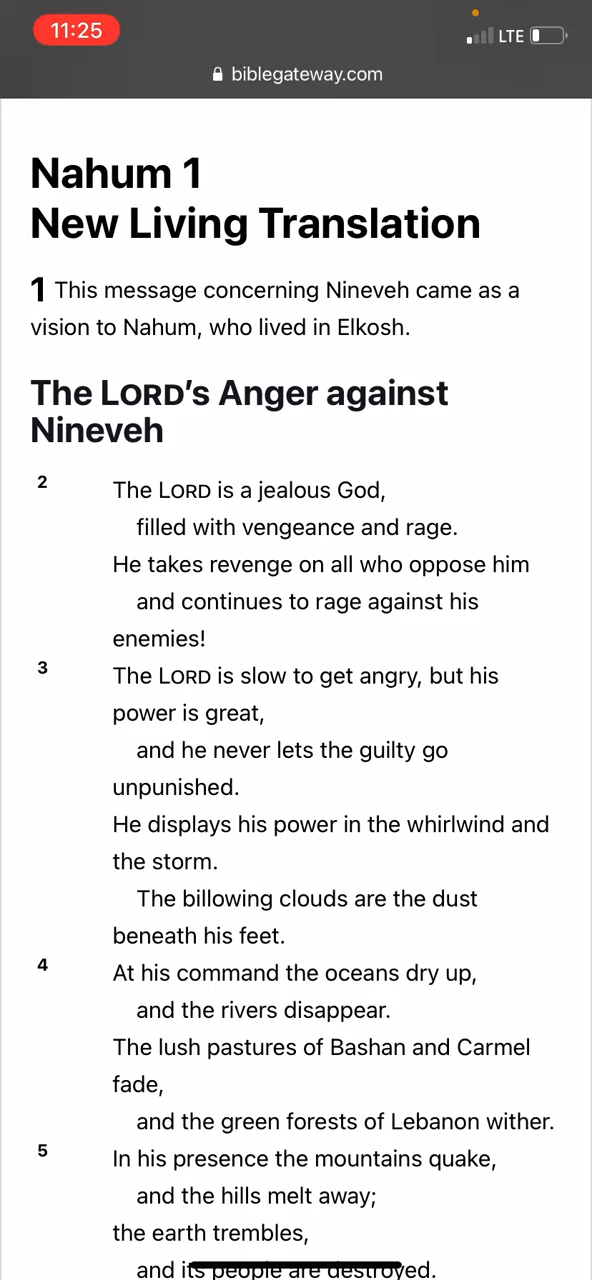 11:25
LTE
biblegateway.com
Nahum 1
New Living Translation
1 This message concerning Nineveh came as a
vision to Nahum, who lived in Elkosh.
The LORD’s Anger against
Nineveh
2 The LORD is a jealous God,
filled with vengeance and rage.
He takes revenge on all who oppose him
and continues to rage against his
enemies!
3 The LORD is slow to get angry, but his
power is great,
and he never lets the guilty go
unpunished.
He displays his power in the whirlwind and
the storm.
The billowing clouds are the dust
beneath his feet.
4 At his command the oceans dry up,
and the rivers disappear.
The lush pastures of Bashan and Carmel
fade,
and the green forests of Lebanon wither.
5 In his presence the mountains quake,
and the hills melt away;
the earth trembles,
and its people are destroyed.